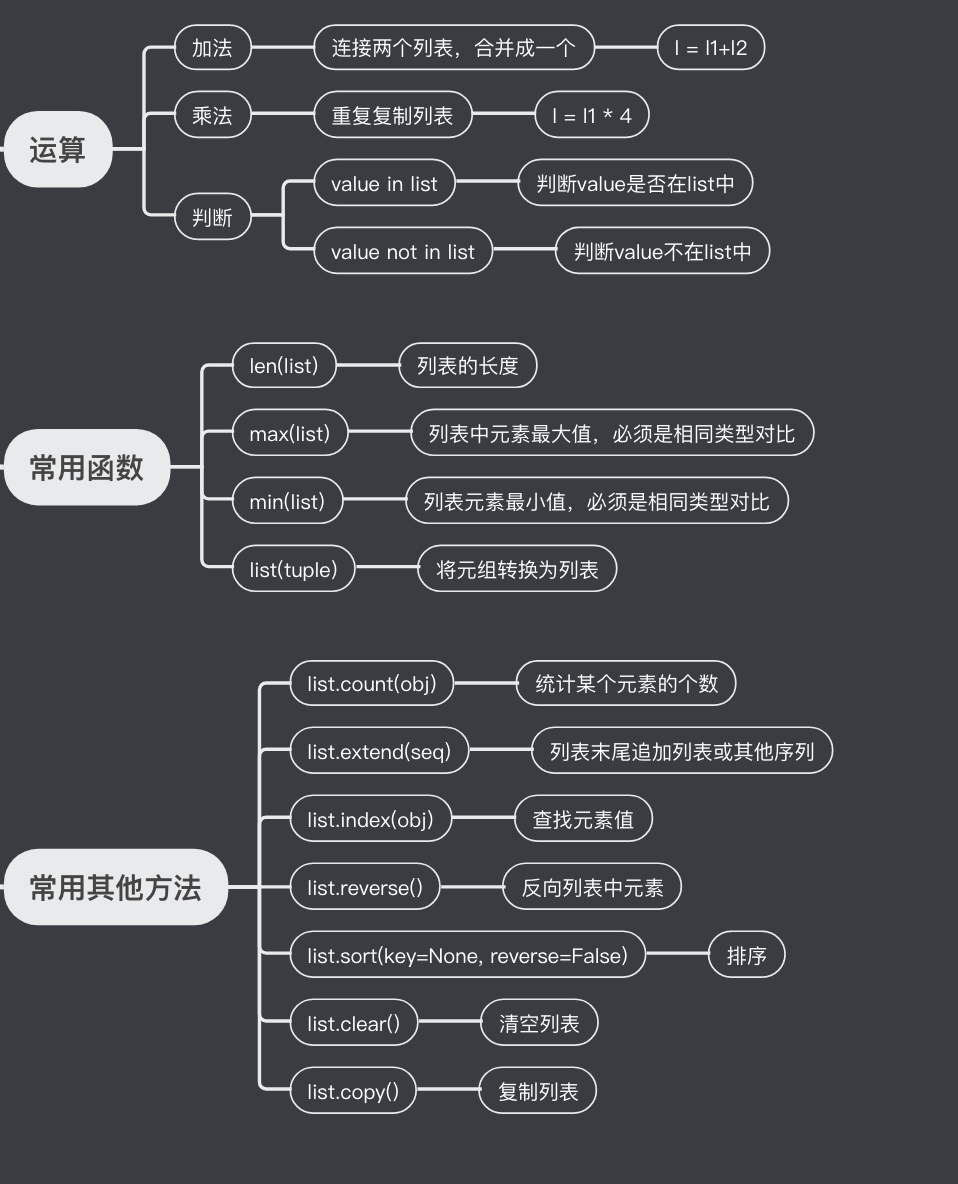 运算
加法
连接两个列表，合并成一个
l = l1+l2
乘法
重复复制列表
l = l1 * 4
判断
value in list
判断value是否在list中
value not in list
判断value不在list中
常用函数
len(list)
列表的长度
max(list)
列表中元素最大值，必须是相同类型对比
min(list)
列表元素最小值，必须是相同类型对比
list(tuple)
将元组转换为列表
常用其他方法
list.count(obj)
统计某个元素的个数
list.extend(seq)
列表末尾追加列表或其他序列
list.index(obj)
查找元素值
list.reverse()
反向列表中元素
list.sort(key=None, reverse=False)
排序
list.clear()
清空列表
list.copy()
复制列表